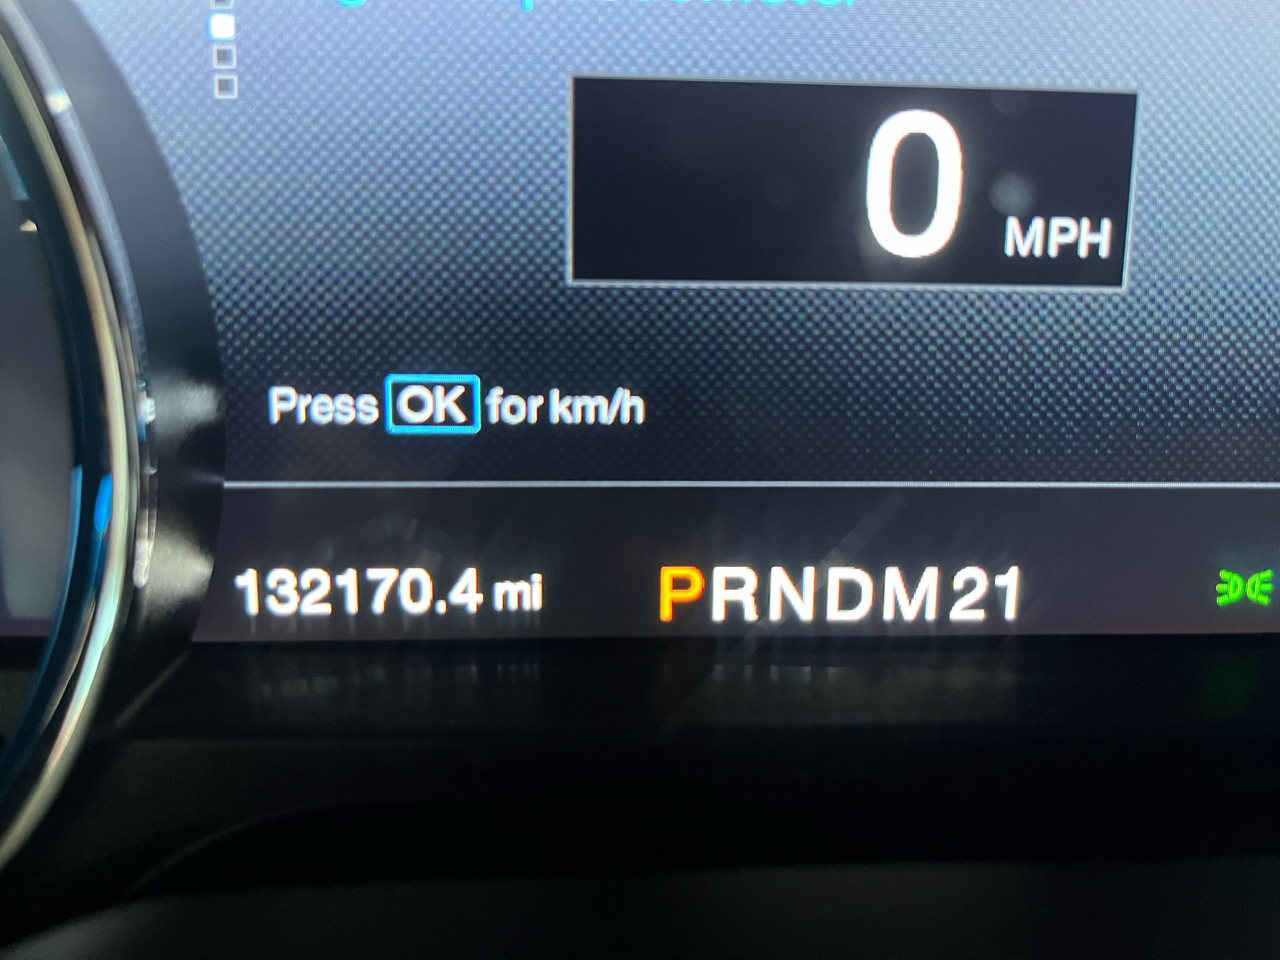 0 MPH
Press OK for km/h
132170.4 mi PRNDM21